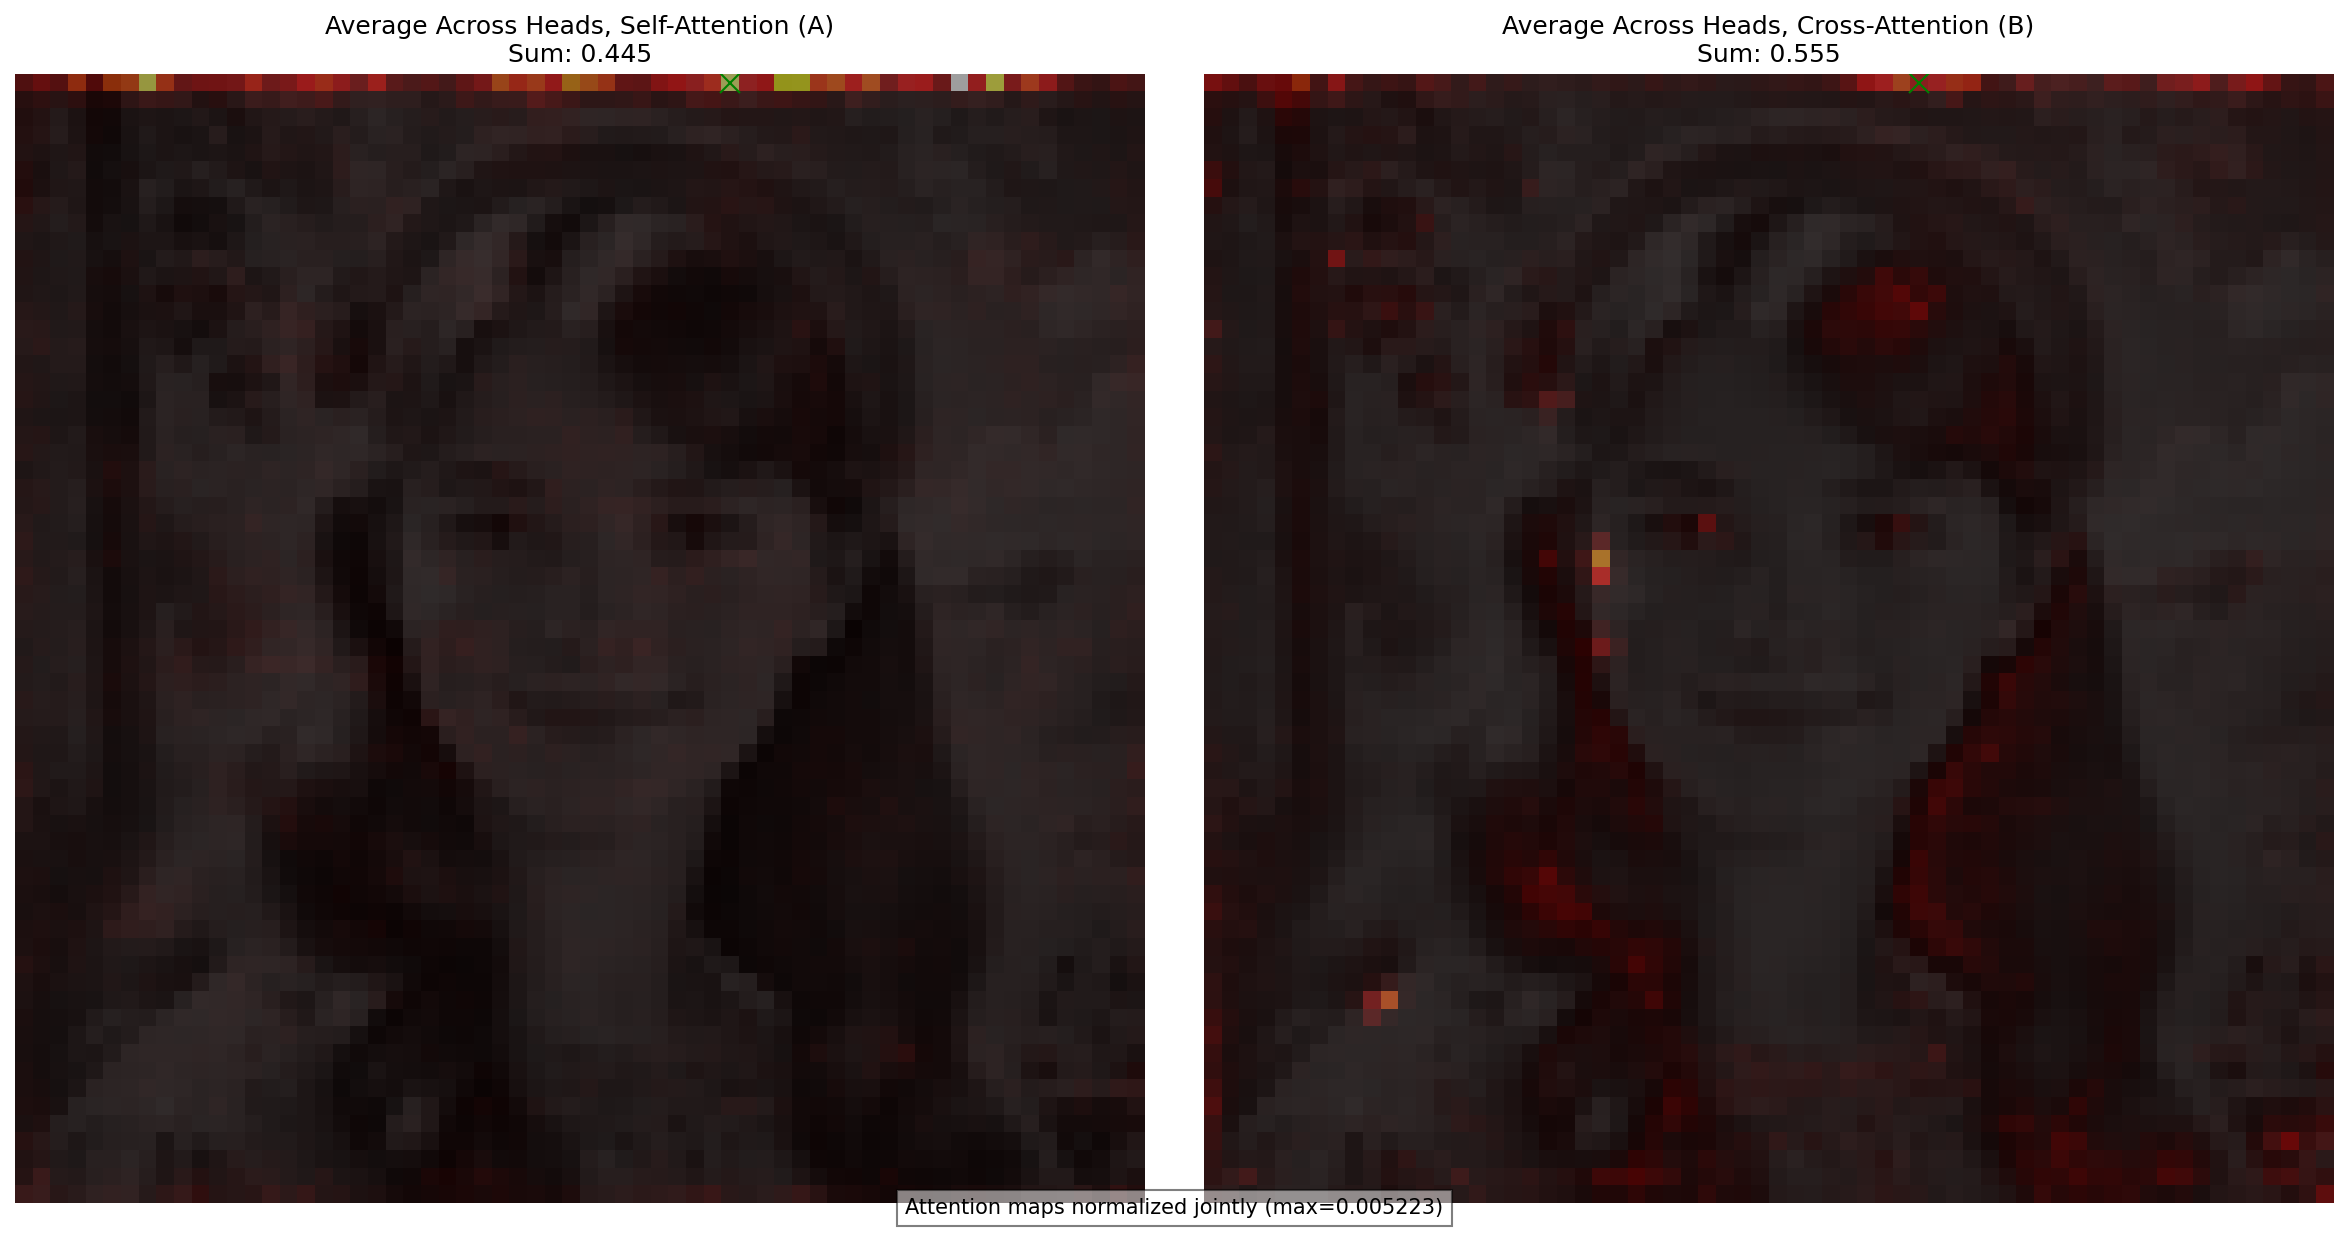 Average Across Heads, Self-Attention (A)
Sum: 0.445
Average Across Heads, Cross-Attention (B)
Sum: 0.555
Attention maps normalized jointly (max=0.005223)